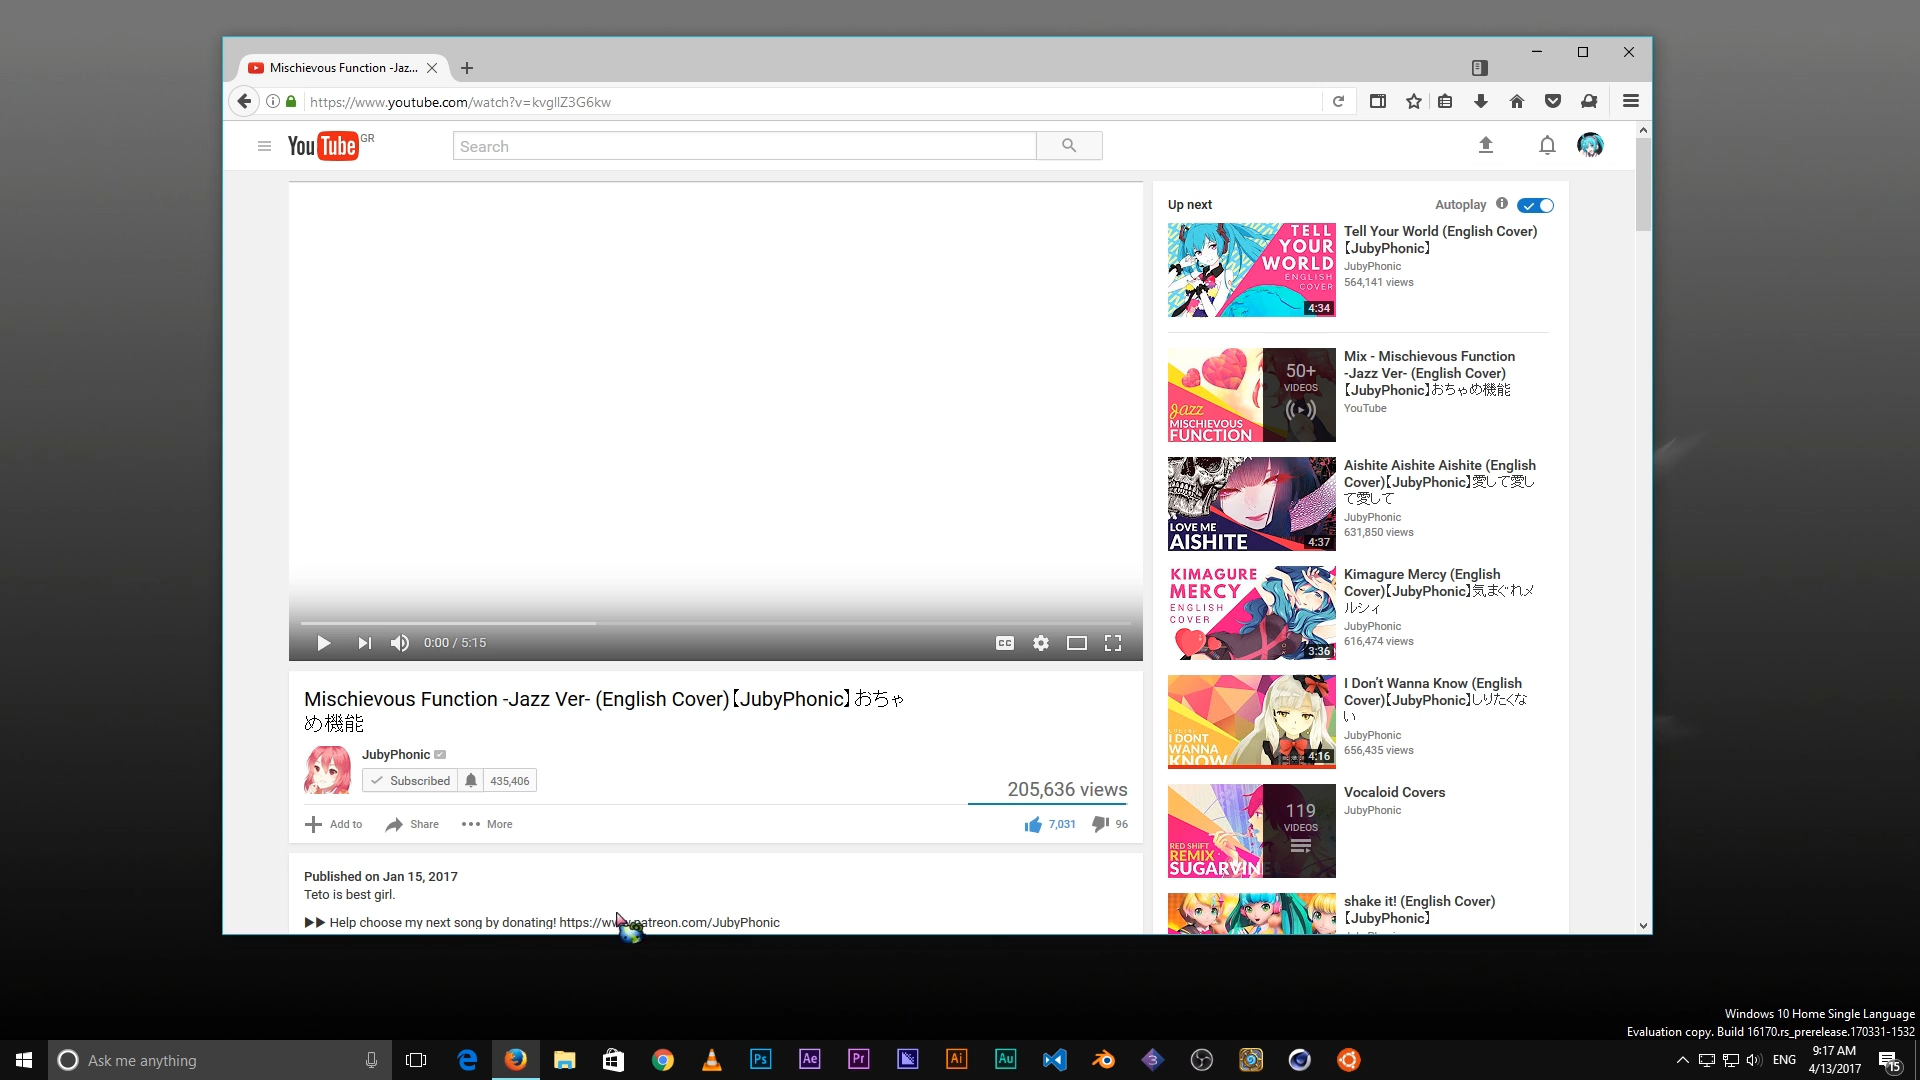 Mischievous Function -Jaz...
https://www.youtube.com/watch?v=kvgllZ3G6kw
YouTube GR
Search
Up next
Autoplay
TELL YOUR WORLD
ENGLISH COVER
4:34
Tell Your World (English Cover)
【JubyPhonic】
JubyPhonic
564,141 views
Jazz
MISCHIEVOUS
FUNCTION
50+
VIDEOS
Mix - Mischievous Function
-Jazz Ver- (English Cover)
【JubyPhonic】おちゃめ機能
YouTube
LOVE ME
AISHITE
4:37
Aishite Aishite Aishite (English
Cover)【JubyPhonic】愛して愛し
て愛して
JubyPhonic
631,850 views
KIMAGURE
MERCY
ENGLISH
COVER
3:36
Kimagure Mercy (English
Cover)【JubyPhonic】気まぐれメ
ルシィ
JubyPhonic
616,474 views
I DONT
WANNA
KNOW
4:16
I Don't Wanna Know (English
Cover)【JubyPhonic】しりたくな
い
JubyPhonic
656,435 views
RED SHIFT
REMIX
SUGARVINE
119
VIDEOS
Vocaloid Covers
JubyPhonic
shake it! (English Cover)
【JubyPhonic】
0:00 / 5:15
CC
Mischievous Function -Jazz Ver- (English Cover)【JubyPhonic】おちゃ
め機能
JubyPhonic
Subscribed 435,406
205,636 views
Add to Share More
7,031 96
Published on Jan 15, 2017
Teto is best girl.
▶▶ Help choose my next song by donating! https://www.patreon.com/JubyPhonic
Windows 10 Home Single Language
Evaluation copy. Build 16170.rs_prerelease.170331-1532
Ask me anything
Ps
Ae
Pr
Ai
Au
ENG
9:17 AM
4/13/2017
15